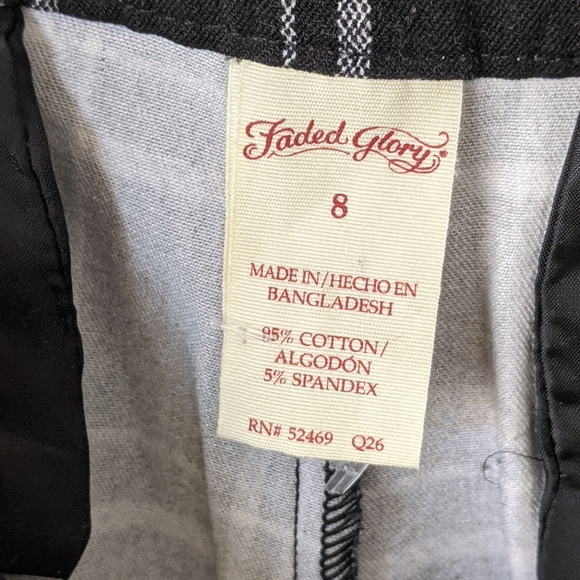 Faded Glory®
8
MADE IN/HECHO EN
BANGLADESH
95% COTTON/
ALGODÓN
5% SPANDEX
RN# 52469 Q26